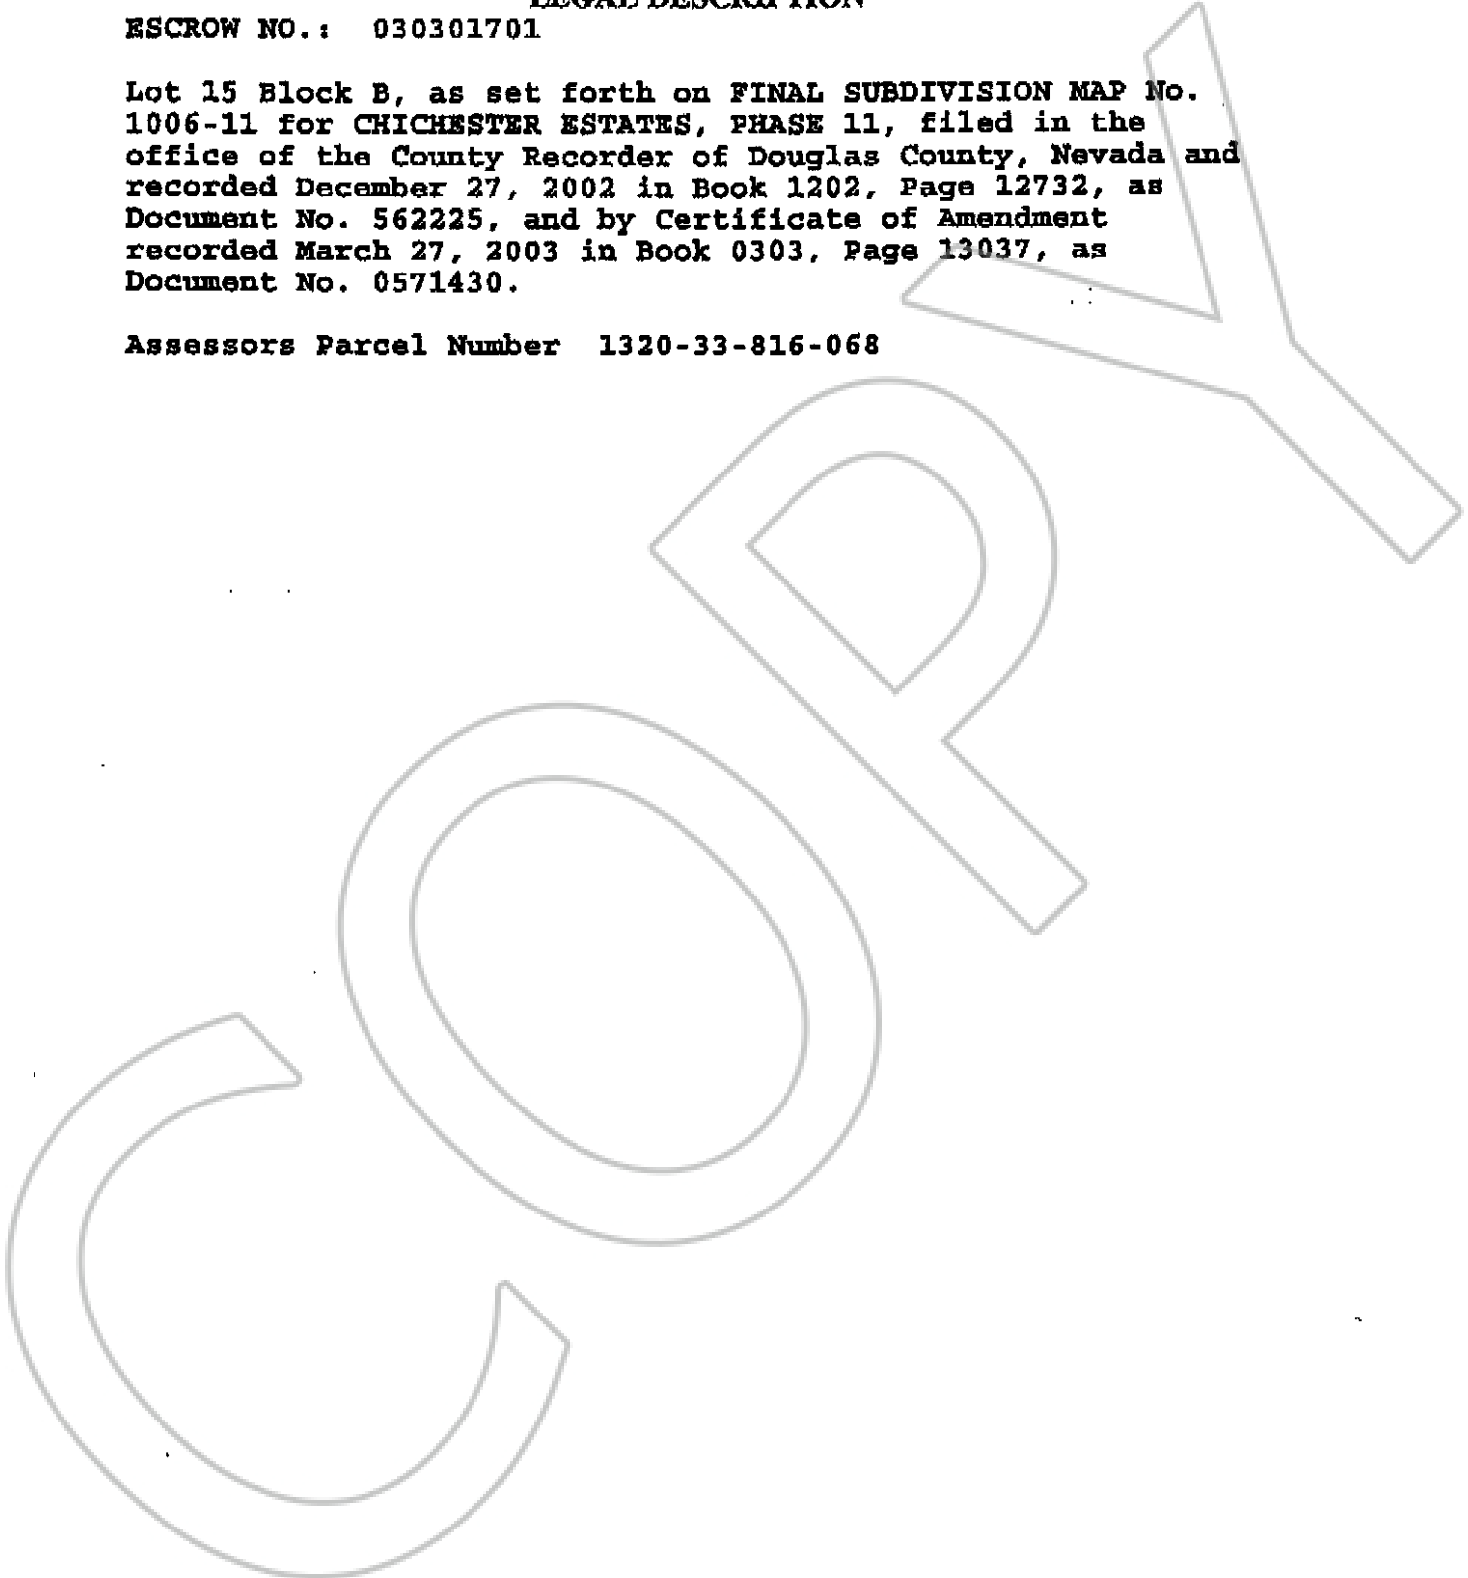 LEGAL DESCRIPTION
ESCROW NO.: 030301701
Lot 15 Block B, as set forth on FINAL SUBDIVISION MAP No.
1006-11 for CHICHESTER ESTATES, PHASE 11, filed in the
office of the County Recorder of Douglas County, Nevada and
recorded December 27, 2002 in Book 1202, Page 12732, as
Document No. 562225, and by Certificate of Amendment
recorded March 27, 2003 in Book 0303, Page 13037, as
Document No. 0571430.
Assessors Parcel Number 1320-33-816-068
COPY